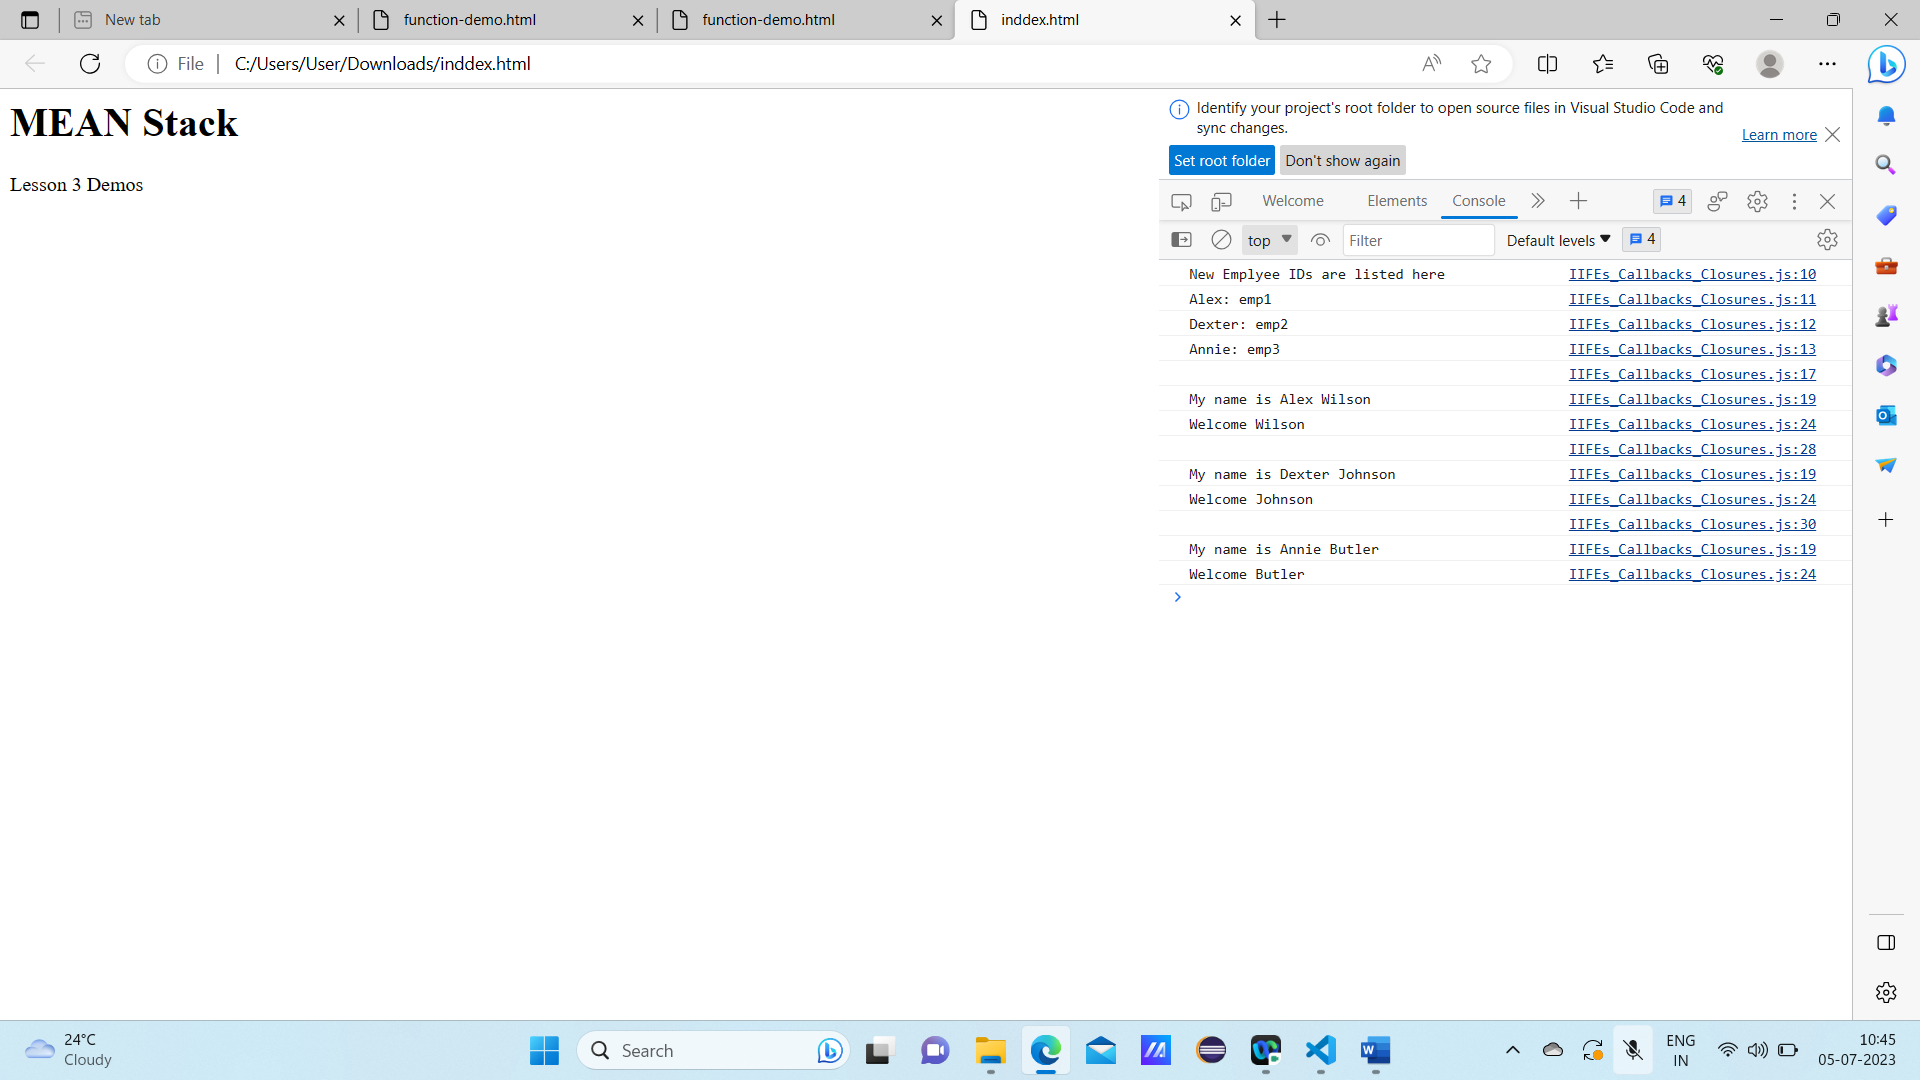 New tab
function-demo.html
function-demo.html
inddex.html
File
C:/Users/User/Downloads/inddex.html
MEAN Stack
Lesson 3 Demos
Identify your project's root folder to open source files in Visual Studio Code and
sync changes.
Learn more
Set root folder
Don't show again
Welcome
Elements
Console
4
top
Filter
Default levels
4
New Emplyee IDs are listed here IIFEs_Callbacks_Closures.js:10
Alex: emp1 IIFEs_Callbacks_Closures.js:11
Dexter: emp2 IIFEs_Callbacks_Closures.js:12
Annie: emp3 IIFEs_Callbacks_Closures.js:13
IIFEs_Callbacks_Closures.js:17
My name is Alex Wilson IIFEs_Callbacks_Closures.js:19
Welcome Wilson IIFEs_Callbacks_Closures.js:24
IIFEs_Callbacks_Closures.js:28
My name is Dexter Johnson IIFEs_Callbacks_Closures.js:19
Welcome Johnson IIFEs_Callbacks_Closures.js:24
IIFEs_Callbacks_Closures.js:30
My name is Annie Butler IIFEs_Callbacks_Closures.js:19
Welcome Butler IIFEs_Callbacks_Closures.js:24
24°C
Cloudy
Search
ENG
IN
10:45
05-07-2023